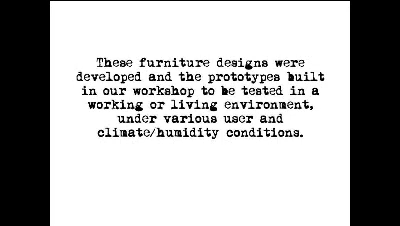 These furniture designs were
developed and the prototypes built
in our workshop to be tested in a
working or living environment,
under various user and
climate/humidity conditions.